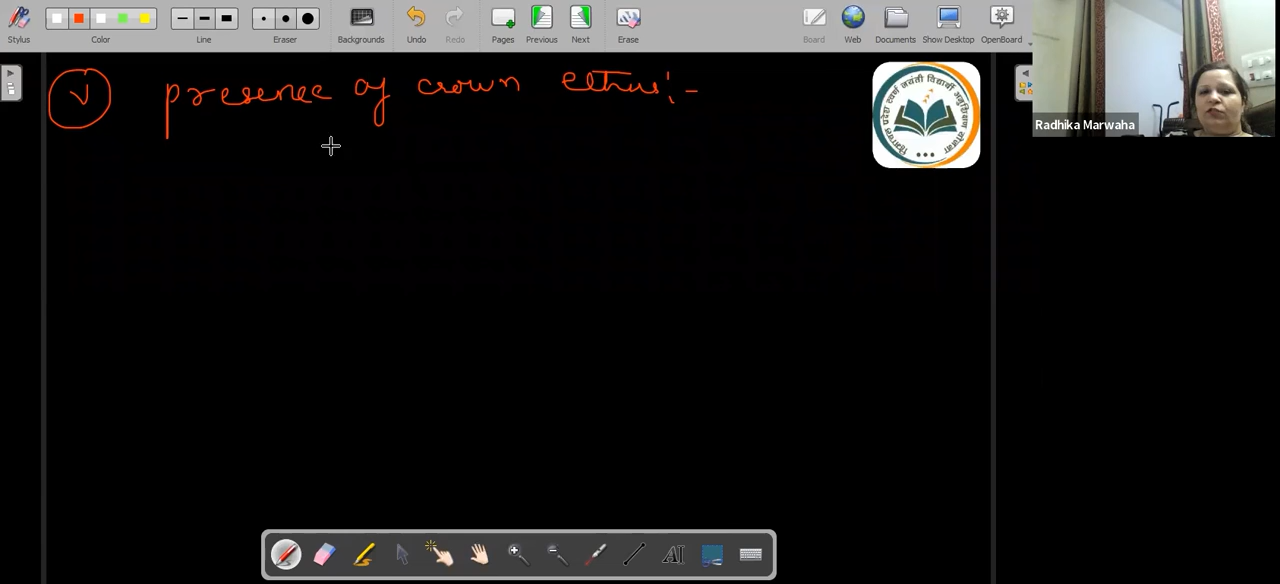 Stylus
Color
Line
Eraser
Backgrounds
Undo
Redo
Pages
Previous
Next
Erase
Board
Web
Documents
Show Desktop
OpenBoard
Radhika Marwaha
V presence of crown ethers:-
AI